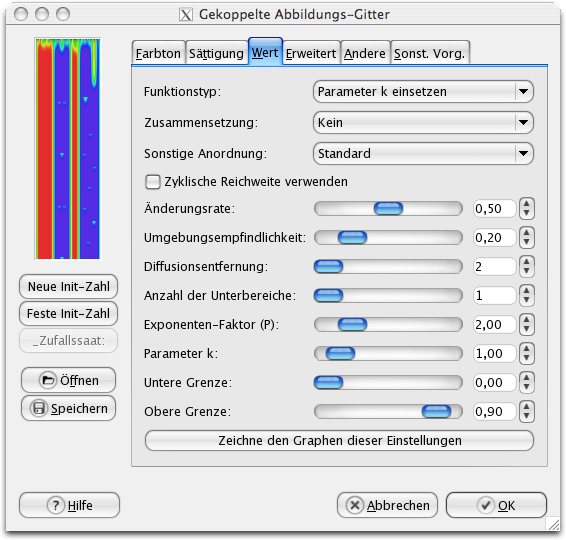 Gekoppelte Abbildungs-Gitter
Farbton Sättigung Wert Erweitert Andere Sonst. Vorg.
Funktionstyp: Parameter k einsetzen
Zusammensetzung: Kein
Sonstige Anordnung: Standard
Zyklische Reichweite verwenden
Änderungsrate: 0,50
Umgebungsempfindlichkeit: 0,20
Diffusionsentfernung: 2
Anzahl der Unterbereiche: 1
Exponenten-Faktor (P): 2,00
Parameter k: 1,00
Untere Grenze: 0,00
Obere Grenze: 0,90
Zeichne den Graphen dieser Einstellungen
Neue Init-Zahl
Feste Init-Zahl
_Zufallssaat:
Öffnen
Speichern
Hilfe
Abbrechen
OK